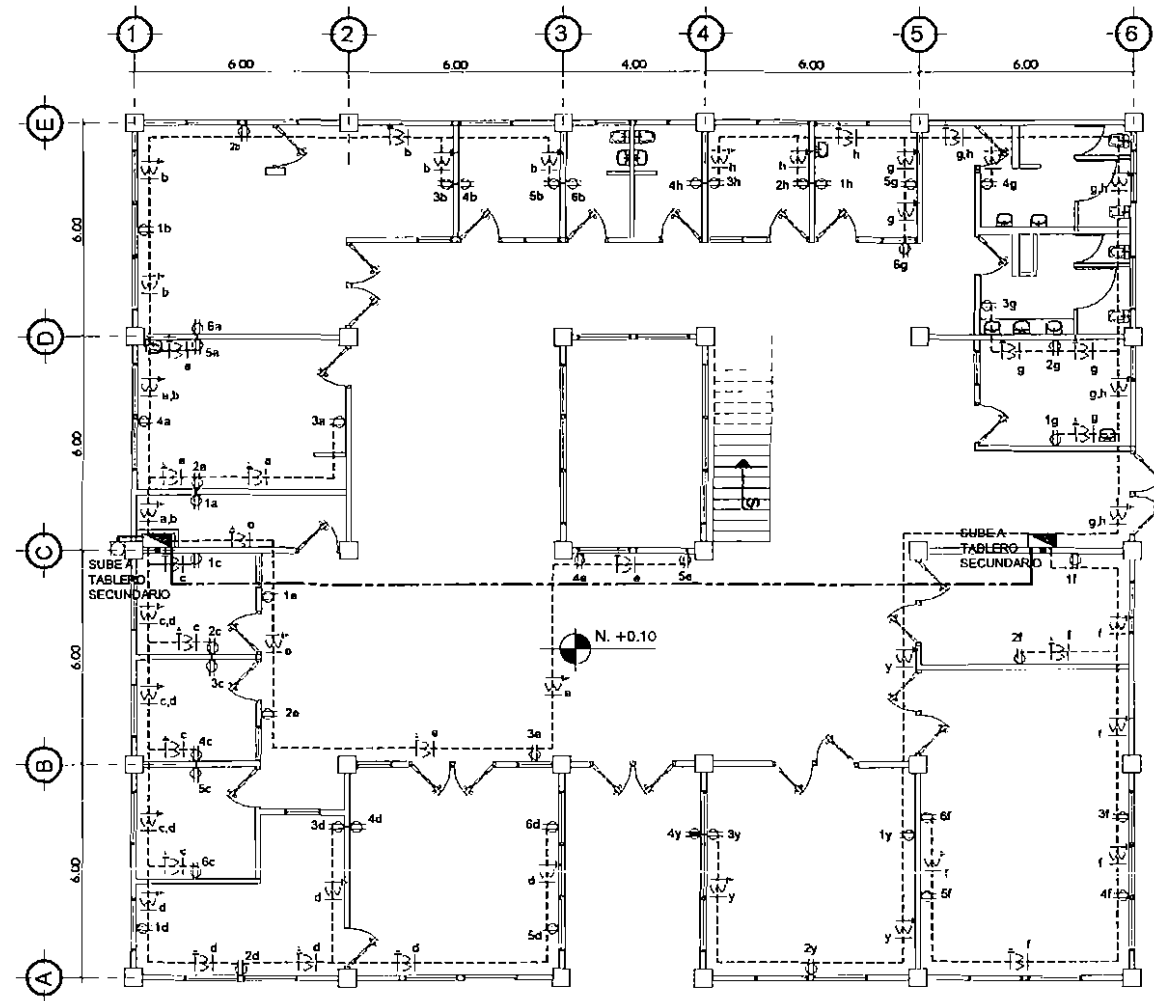 1 2 3 4 5 6
6.00 6.00 4.00 6.00 6.00
E
2b b h g,h
b b b h h g 4g g,h
3b 4b 5b 6b 4h 3h 2h 1h 5g
1b g
6g
b
3g
6.00
6a
D
5a a g 2g g
a,b g,h
4a 3a 1g g
6.00
a 2a a
1a
a,b S g,h
C
SUBE A
TABLERO
SECUNDARIO
1c
c
4e e 5e
SUBE A
TABLERO
SECUNDARIO
1f
1e
c,d f
c 2c e N. +0.10 y 2f f
3c
6.00
c,d e
2e
c 4c e 3e f
B
5c
c,d 3d 4d 6d 4y 3y 1y 6f 3f
c 6c f f
d d d y
1d 5d y 5f 4f
6.00
d 2d d d 2y f
A